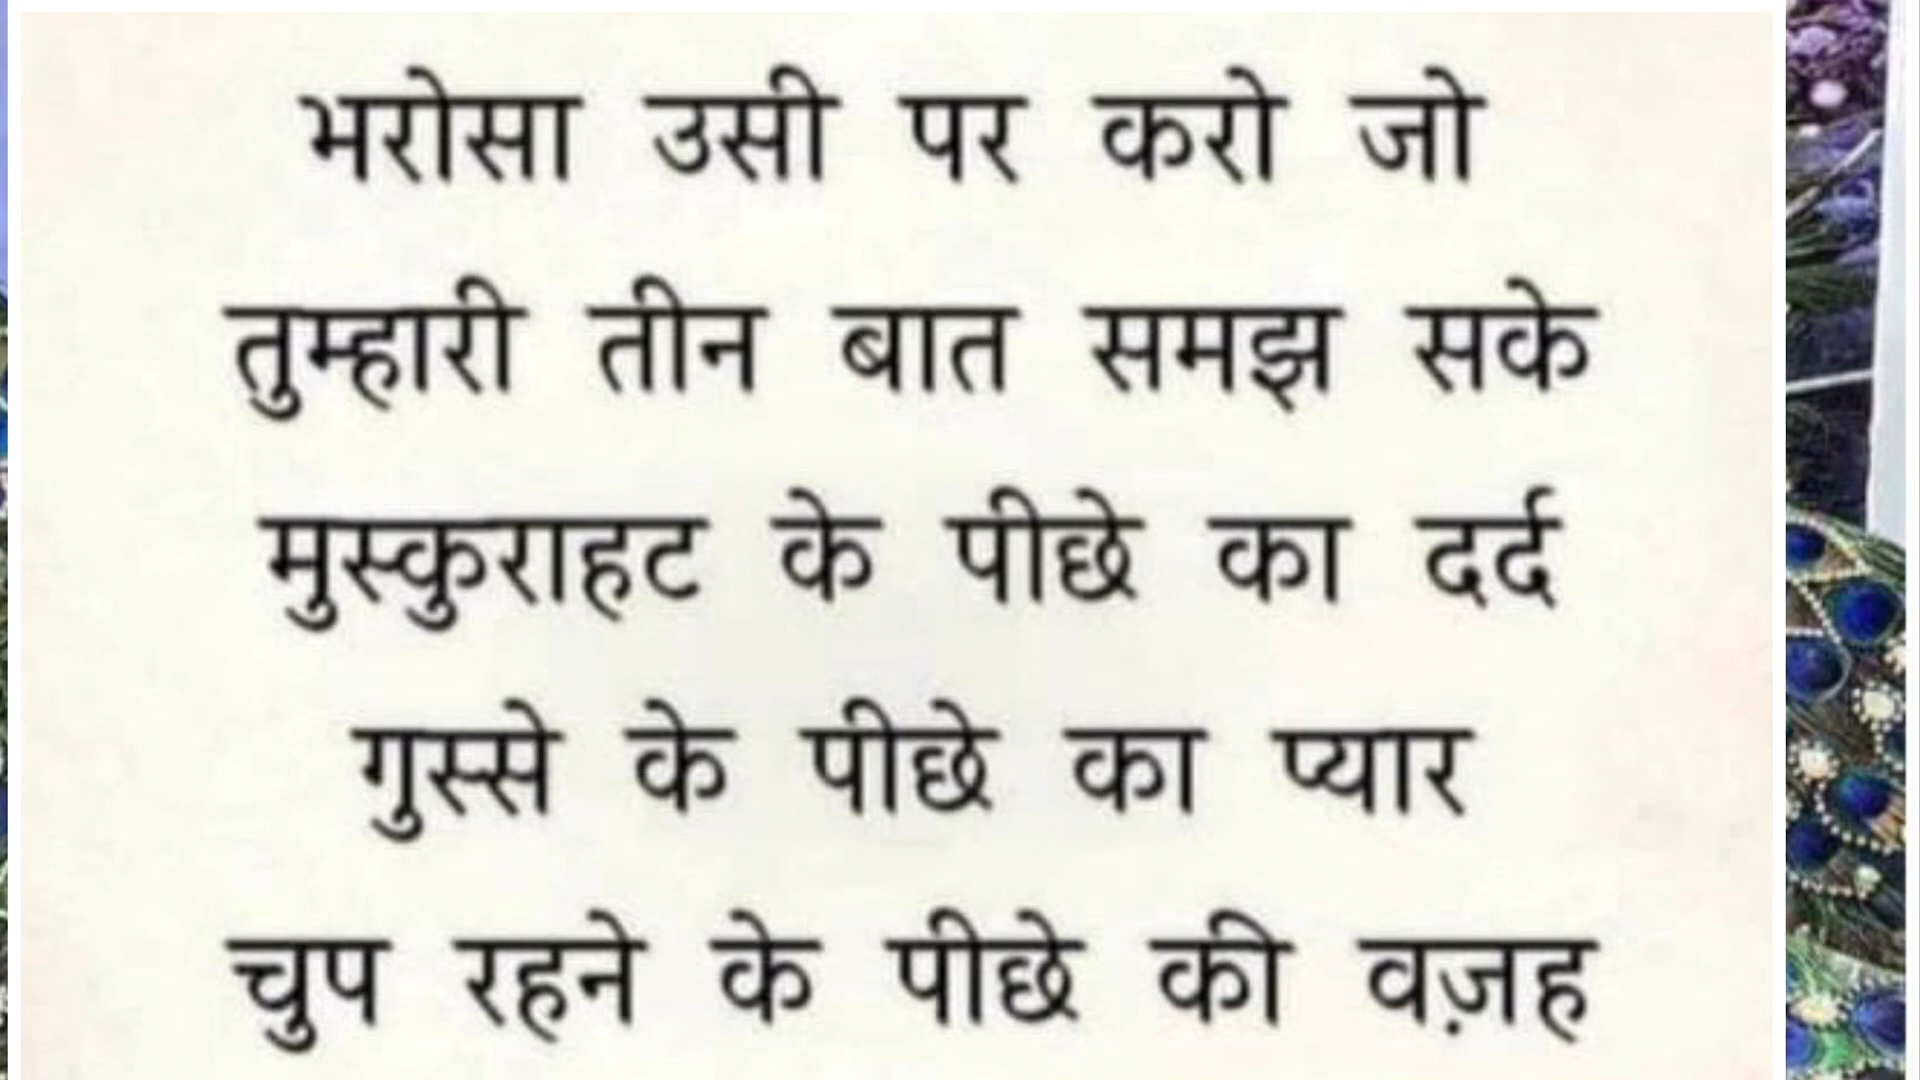 भरोसा उसी पर करो जो
तुम्हारी तीन बात समझ सके
मुस्कुराहट के पीछे का दर्द
गुस्से के पीछे का प्यार
चुप रहने के पीछे की वज़ह